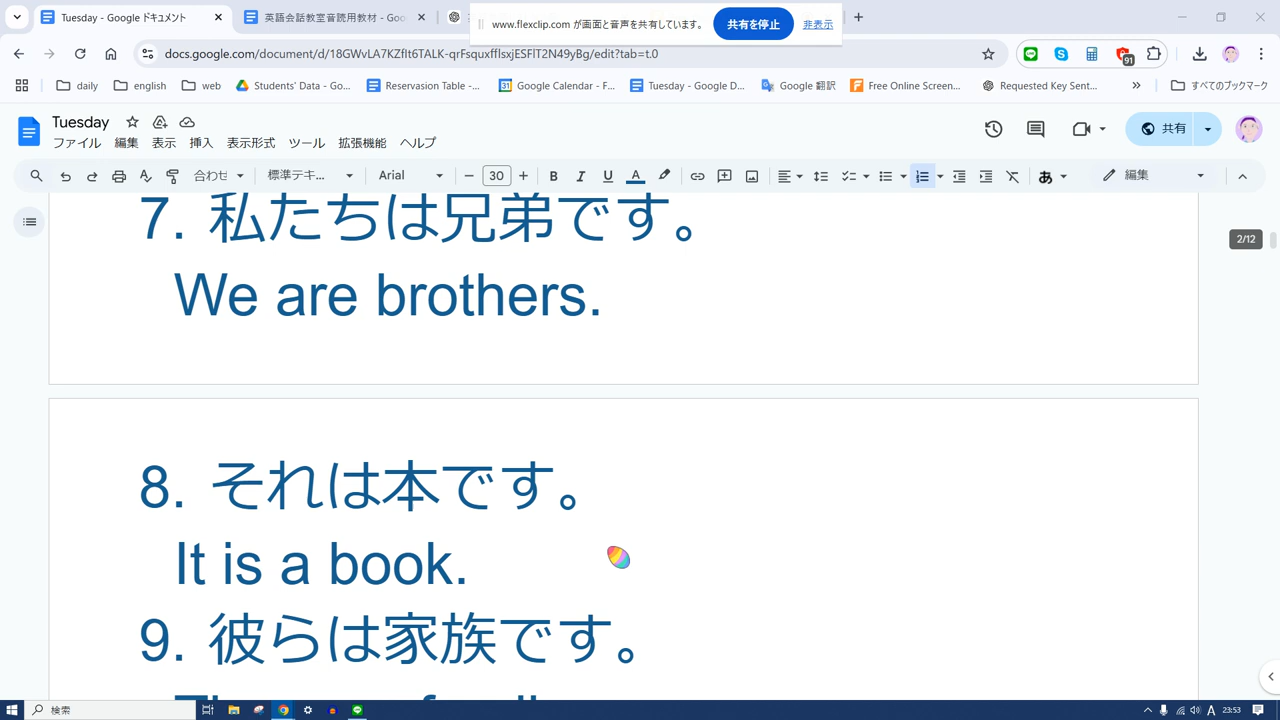 Tuesday - Google ドキュメント
英語会話教室音読用教材 - Goo
www.flexclip.com が画面と音声を共有しています。
共有を停止
非表示
docs.google.com/document/d/18GWvLA7KZflt6TALK-qrFsquxfflsxjESFlT2N49yBg/edit?tab=t.0
91
daily
english
web
Students' Data - Go...
Reservasion Table -...
Google Calendar - F...
Tuesday - Google D...
Google 翻訳
Free Online Screen...
Requested Key Sent...
すべてのブックマーク
Tuesday
ファイル 編集 表示 挿入 表示形式 ツール 拡張機能 ヘルプ
共有
合わせ
標準テキ...
Arial
30
B I U A
あ
編集
7. 私たちは兄弟です。
We are brothers.
2/12
8. それは本です。
It is a book.
9. 彼らは家族です。
検索
A
23:53